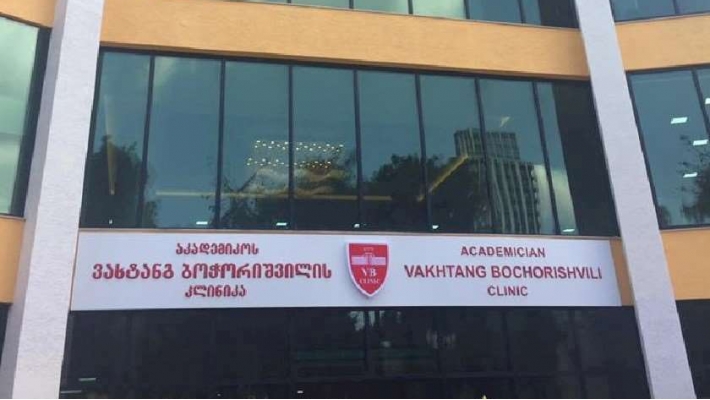 აკადემიკოს
ვახტანგ ბოჭორიშვილის
კლინიკა
VB
CLINIC
ACADEMICIAN
VAKHTANG BOCHORISHVILI
CLINIC